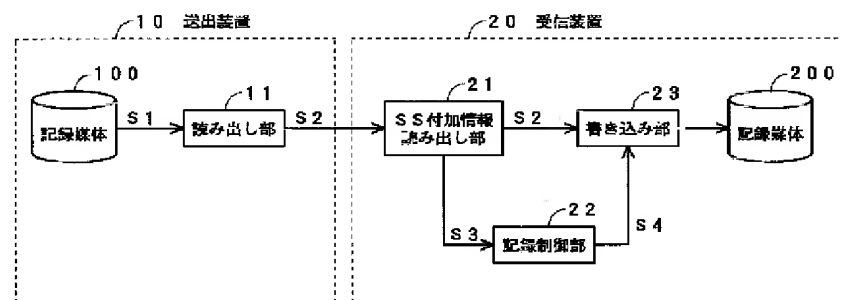 10 送出装置
20 受信装置
100
記録媒体
S1
11
読み出し部
S2
21
SS付加情報
読み出し部
S2
23
書き込み部
200
記録媒体
S3
22
記録制御部
S4